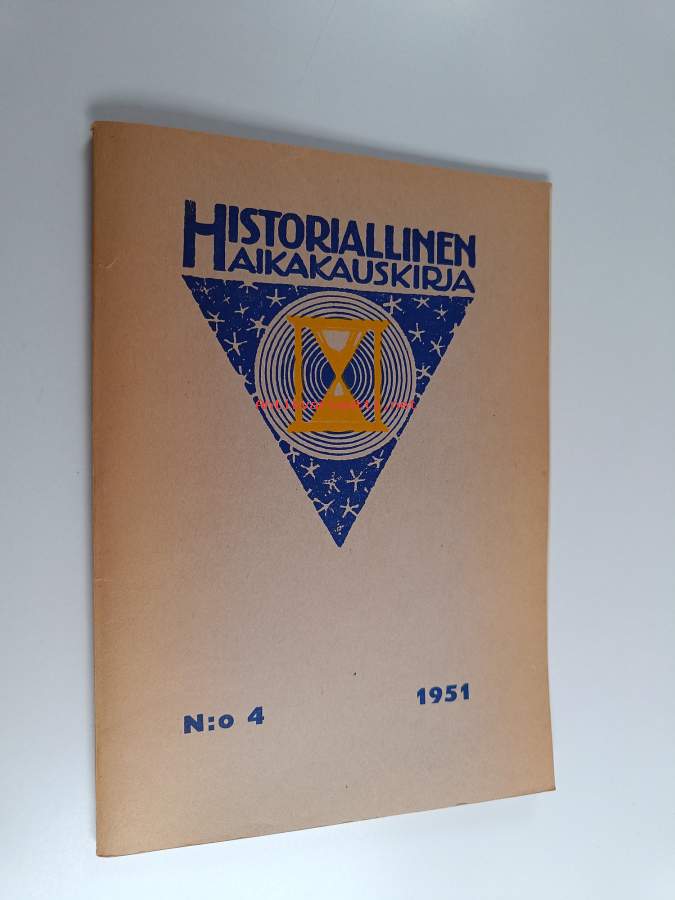 HISTORIALLINEN
AIKAKAUSKIRJA
N:o 4
1951